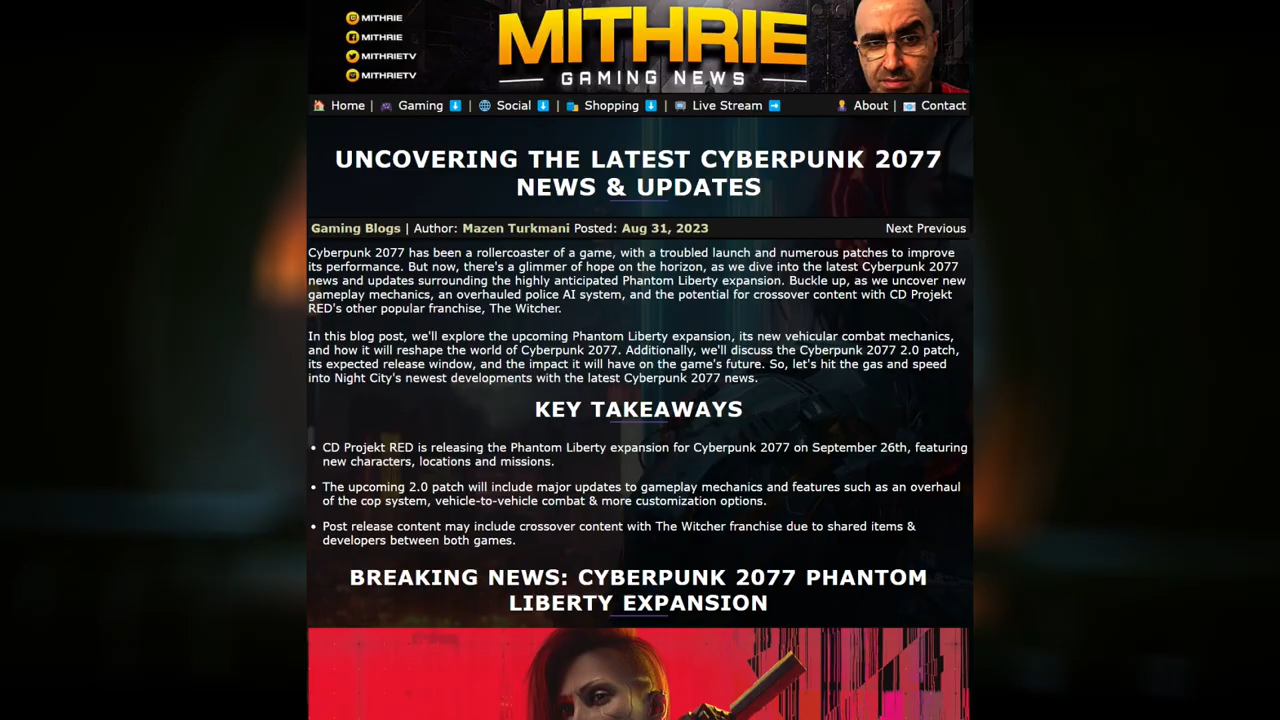 MITHRIE
MITHRIE
MITHRIETV
MITHRIETV
MITHRIE
GAMING NEWS
Home | Gaming | Social | Shopping | Live Stream About | Contact
UNCOVERING THE LATEST CYBERPUNK 2077
NEWS & UPDATES
Gaming Blogs | Author: Mazen Turkmani Posted: Aug 31, 2023 Next Previous
Cyberpunk 2077 has been a rollercoaster of a game, with a troubled launch and numerous patches to improve
its performance. But now, there's a glimmer of hope on the horizon, as we dive into the latest Cyberpunk 2077
news and updates surrounding the highly anticipated Phantom Liberty expansion. Buckle up, as we uncover new
gameplay mechanics, an overhauled police AI system, and the potential for crossover content with CD Projekt
RED's other popular franchise, The Witcher.
In this blog post, we'll explore the upcoming Phantom Liberty expansion, its new vehicular combat mechanics,
and how it will reshape the world of Cyberpunk 2077. Additionally, we'll discuss the Cyberpunk 2077 2.0 patch,
its expected release window, and the impact it will have on the game's future. So, let's hit the gas and speed
into Night City's newest developments with the latest Cyberpunk 2077 news.
KEY TAKEAWAYS
• CD Projekt RED is releasing the Phantom Liberty expansion for Cyberpunk 2077 on September 26th, featuring
new characters, locations and missions.
• The upcoming 2.0 patch will include major updates to gameplay mechanics and features such as an overhaul
of the cop system, vehicle-to-vehicle combat & more customization options.
• Post release content may include crossover content with The Witcher franchise due to shared items &
developers between both games.
BREAKING NEWS: CYBERPUNK 2077 PHANTOM
LIBERTY EXPANSION